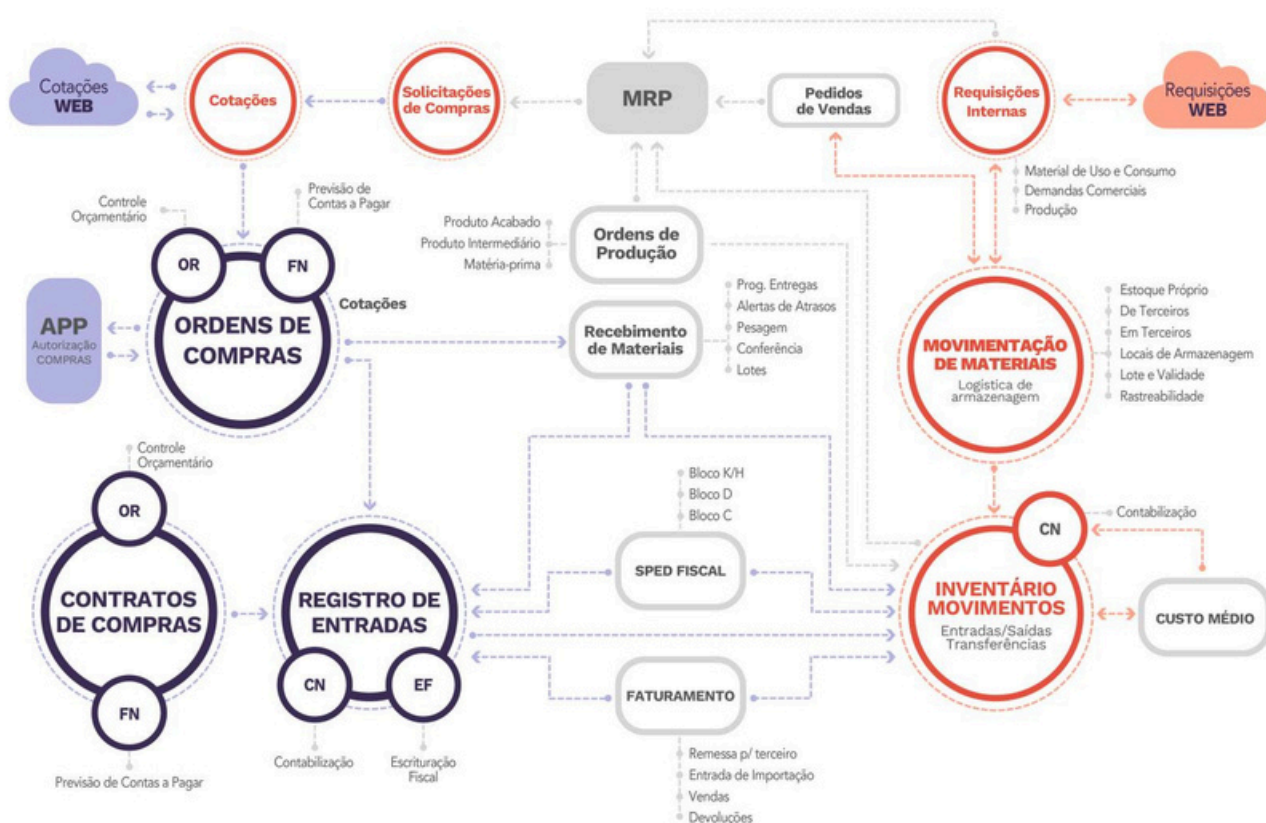 Cotações
WEB
Cotações
Solicitações
de Compras
MRP
Pedidos
de Vendas
Requisições
Internas
Requisições
WEB
Material de Uso e Consumo
Demandas Comerciais
Produção
Controle
Orçamentário
Previsão de
Contas a Pagar
OR
FN
Cotações
ORDENS DE
COMPRAS
APP
Autorização
COMPRAS
Produto Acabado
Produto Intermediário
Matéria-prima
Ordens de
Produção
Recebimento
de Materiais
Prog. Entregas
Alertas de Atrasos
Pesagem
Conferência
Lotes
MOVIMENTAÇÃO
DE MATERIAIS
Logística de
armazenagem
Estoque Próprio
De Terceiros
Em Terceiros
Locais de Armazenagem
Lote e Validade
Rastreabilidade
Controle
Orçamentário
OR
CONTRATOS
DE COMPRAS
FN
Previsão de Contas a Pagar
REGISTRO DE
ENTRADAS
CN
EF
Contabilização
Escrituração
Fiscal
Bloco K/H
Bloco D
Bloco C
SPED FISCAL
FATURAMENTO
Remessa p/ terceiro
Entrada de Importação
Vendas
Devoluções
CN
Contabilização
INVENTÁRIO
MOVIMENTOS
Entradas/Saídas
Transferências
CUSTO MÉDIO